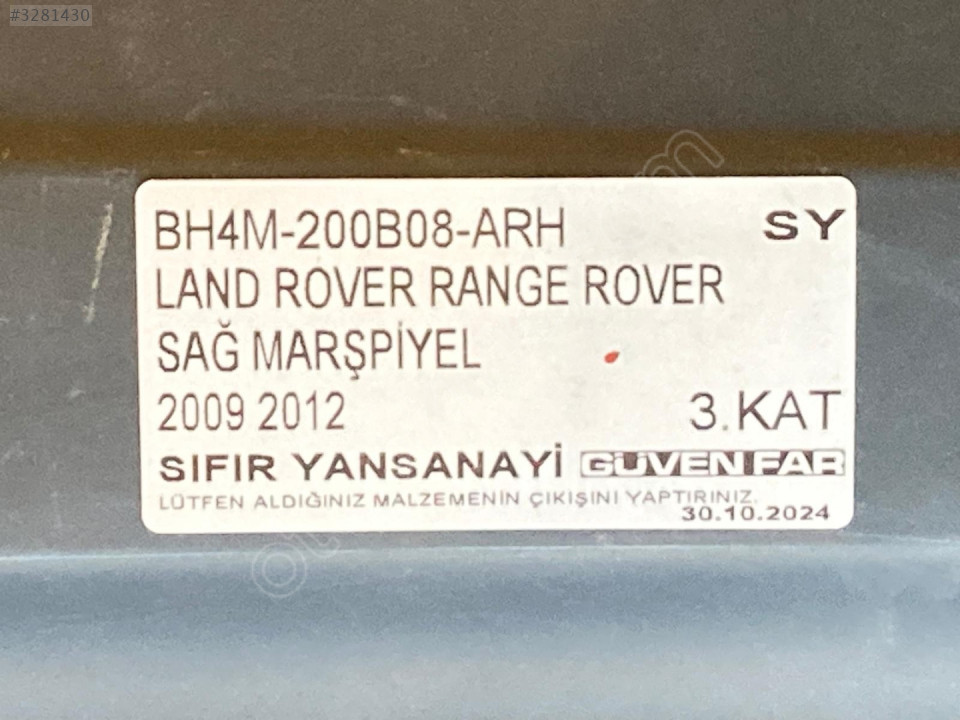 #3281430
BH4M-200B08-ARH SY
LAND ROVER RANGE ROVER
SAĞ MARŞPİYEL
2009 2012 3.KAT
SIFIR YANSANAYİ GÜVEN FAR
LÜTFEN ALDIĞINIZ MALZEMENİN ÇIKIŞINI YAPTIRINIZ.
30.10.2024